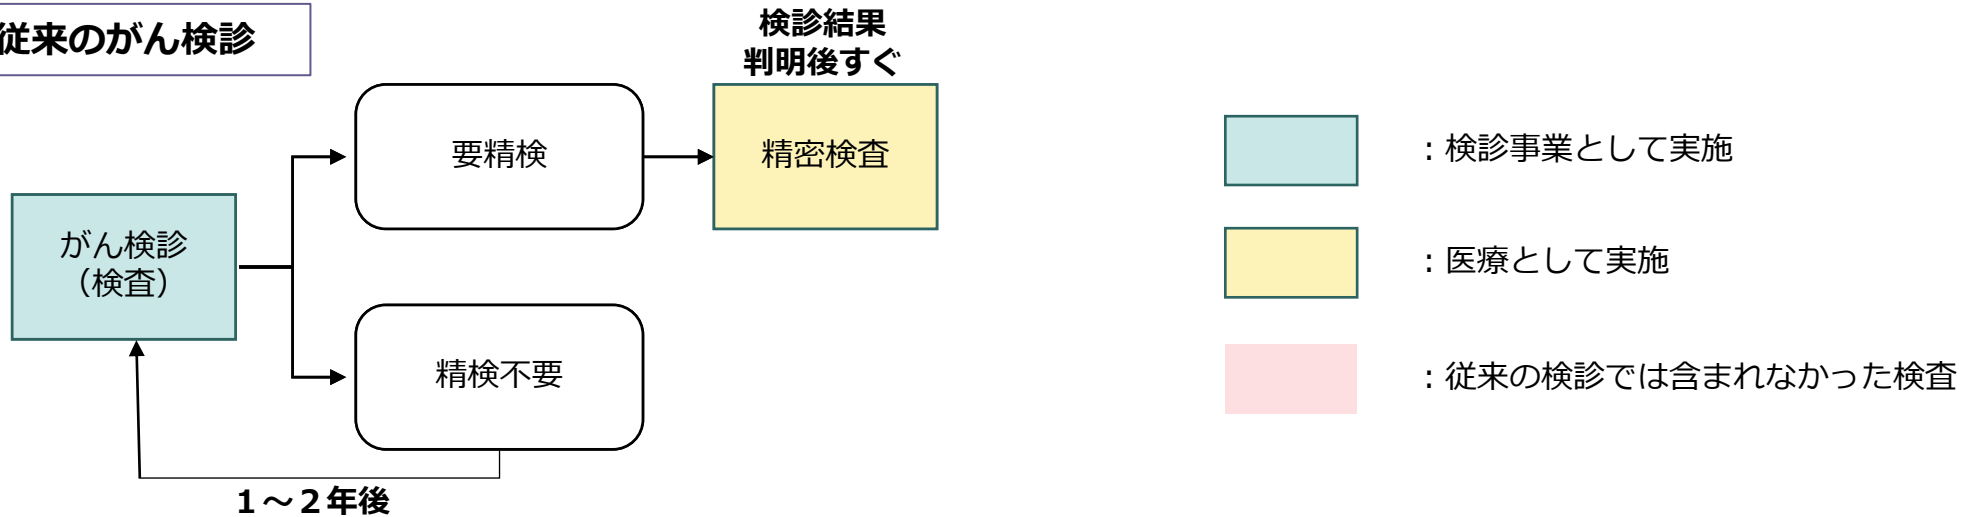 従来のがん検診
検診結果
判明後すぐ
要精検
精密検査
がん検診
（検査）
精検不要
１～２年後
：検診事業として実施
：医療として実施
：従来の検診では含まれなかった検査